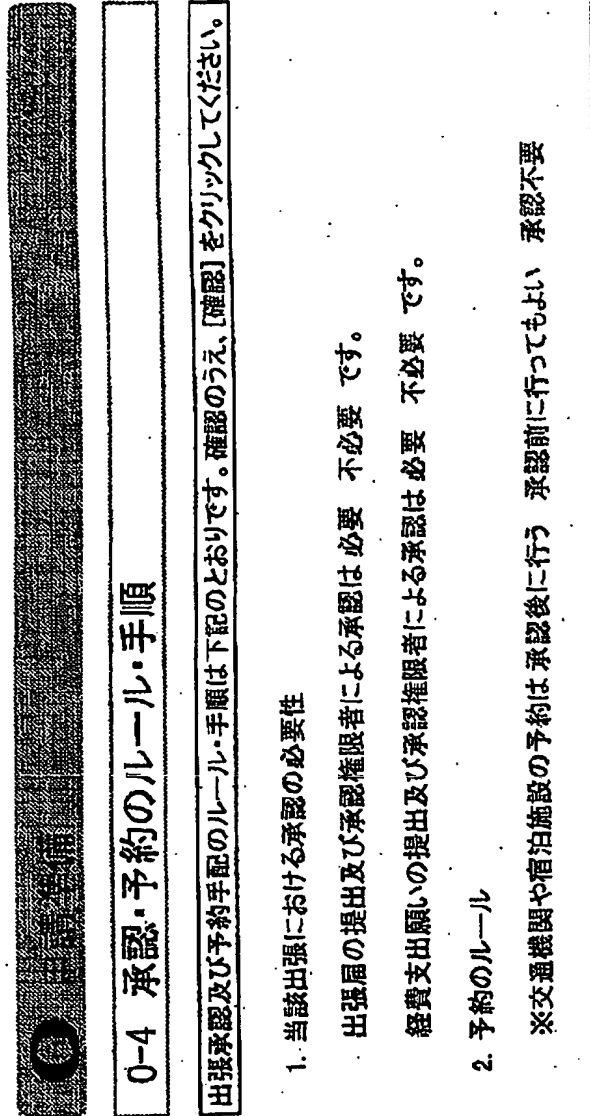 0
0-4 承認・予約のルール・手順
出張承認及び予約手配のルール・手順は下記のとおりです。確認のうえ、[確認]をクリックしてください。
1. 当該出張における承認の必要性
出張届の提出及び承認権限者による承認は 必要 不必要 です。
経費支出願いの提出及び承認権限者による承認は 必要 不必要 です。
2. 予約のルール
※交通機関や宿泊施設の予約は 承認後に行う 承認前に行ってもよい 承認不要